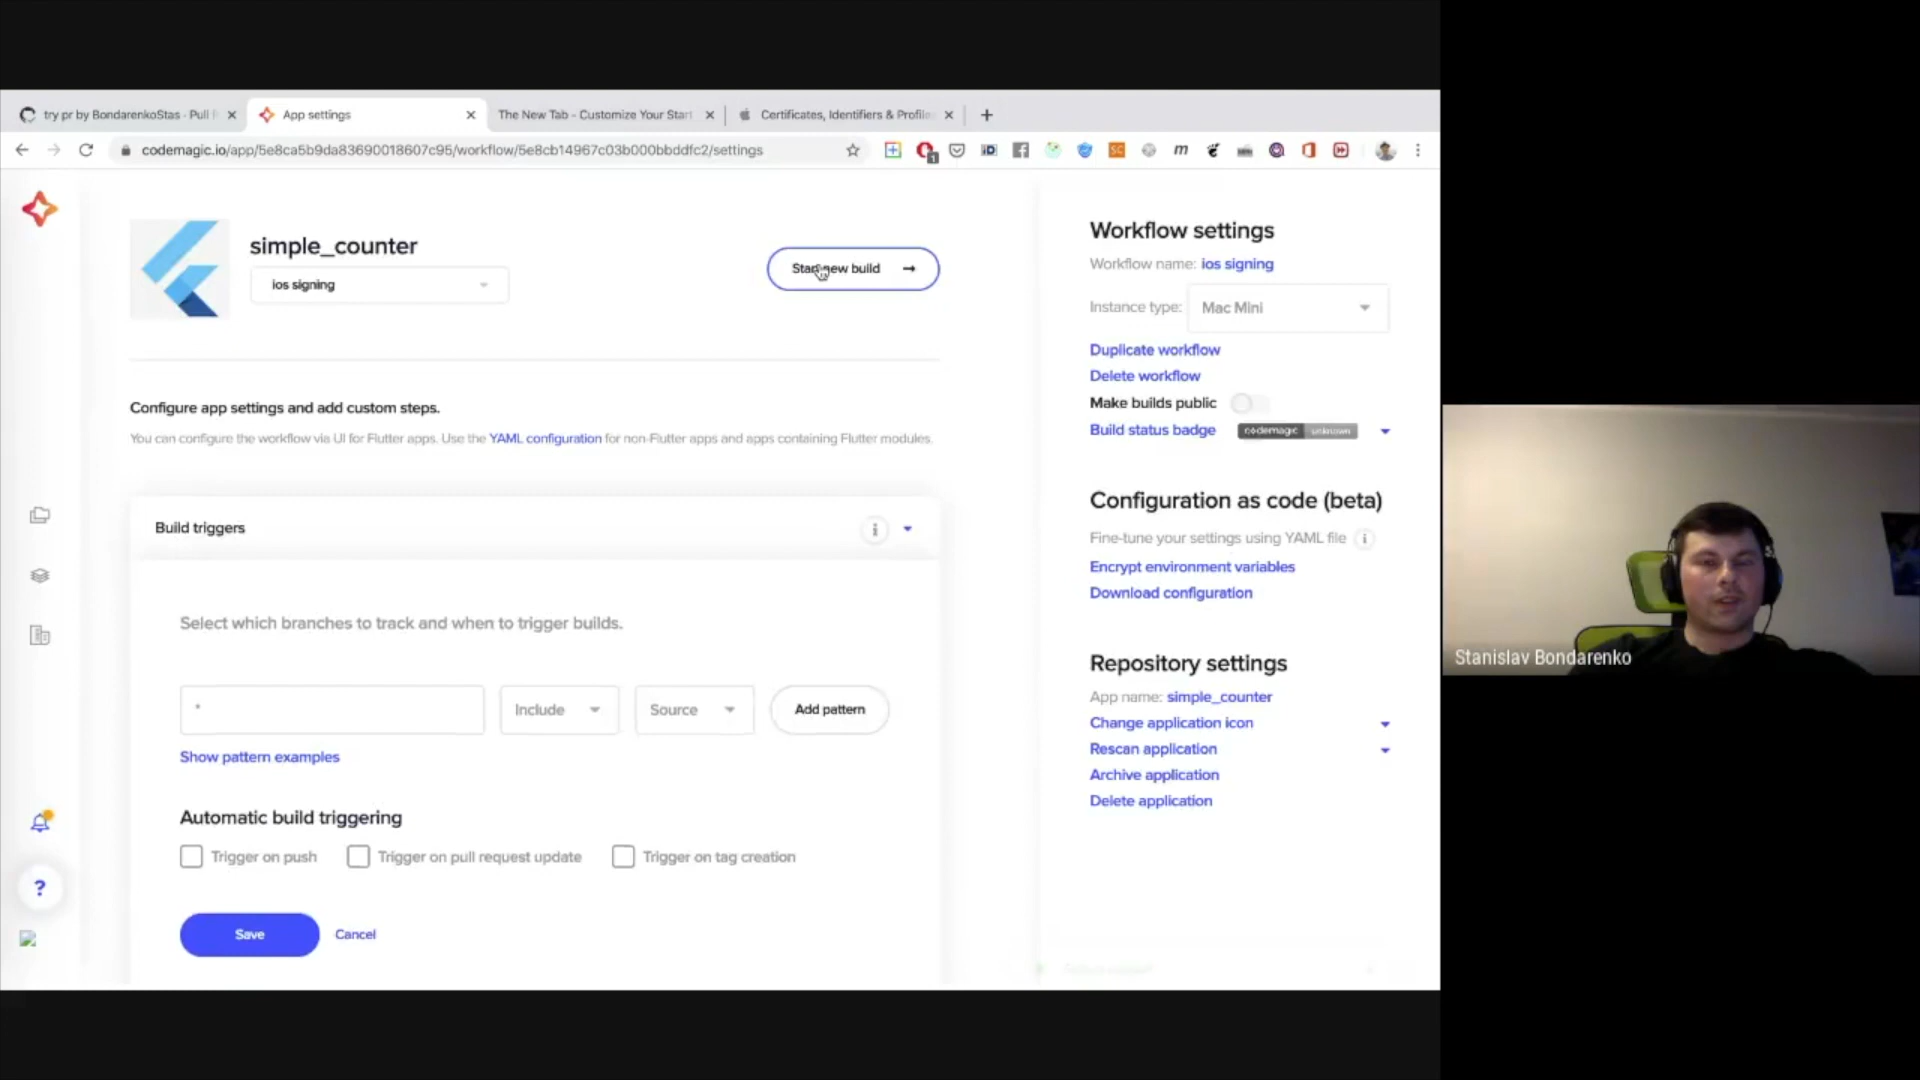 try pr by BondarenkoStas · Pull
App settings
The New Tab - Customize Your Start
Certificates, Identifiers & Profile
codemagic.io/app/5e8ca5b9da83690018607c95/workflow/5e8cb14967c03b000bbddfc2/settings
simple_counter
ios signing
Start new build
Configure app settings and add custom steps.
You can configure the workflow via UI for Flutter apps. Use the YAML configuration for non-Flutter apps and apps containing Flutter modules.
Build triggers
Select which branches to track and when to trigger builds.
*
Include
Source
Add pattern
Show pattern examples
Automatic build triggering
Trigger on push
Trigger on pull request update
Trigger on tag creation
Save
Cancel
Workflow settings
Workflow name: ios signing
Instance type: Mac Mini
Duplicate workflow
Delete workflow
Make builds public
Build status badge
codemagic unknown
Configuration as code (beta)
Fine-tune your settings using YAML file
Encrypt environment variables
Download configuration
Repository settings
App name: simple_counter
Change application icon
Rescan application
Archive application
Delete application
?
Stanislav Bondarenko